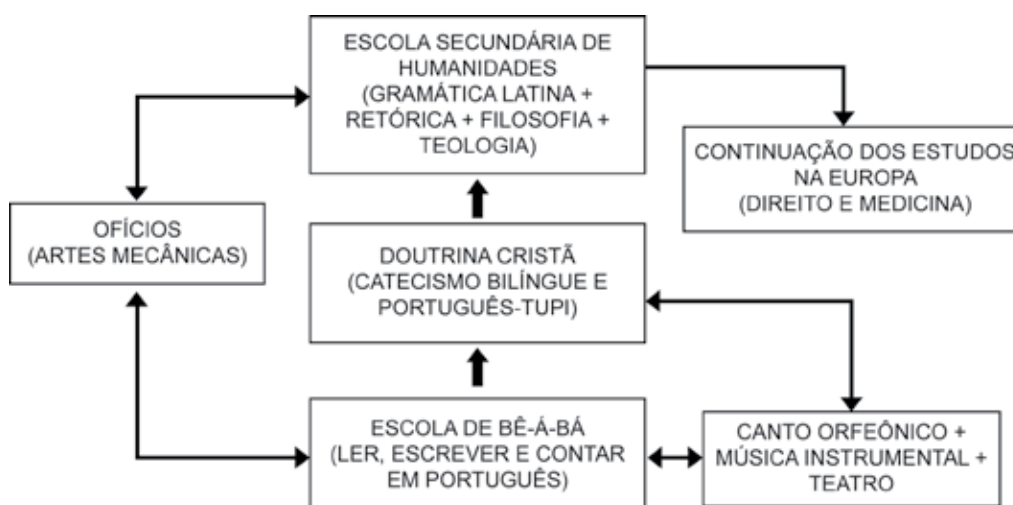 ESCOLA SECUNDÁRIA DE
HUMANIDADES
(GRAMÁTICA LATINA +
RETÓRICA + FILOSOFIA +
TEOLOGIA)
CONTINUAÇÃO DOS ESTUDOS
NA EUROPA
(DIREITO E MEDICINA)
OFÍCIOS
(ARTES MECÂNICAS)
DOUTRINA CRISTÃ
(CATECISMO BILÍNGUE E
PORTUGUÊS-TUPI)
ESCOLA DE BÊ-Á-BÁ
(LER, ESCREVER E CONTAR
EM PORTUGUÊS)
CANTO ORFEÔNICO +
MÚSICA INSTRUMENTAL +
TEATRO